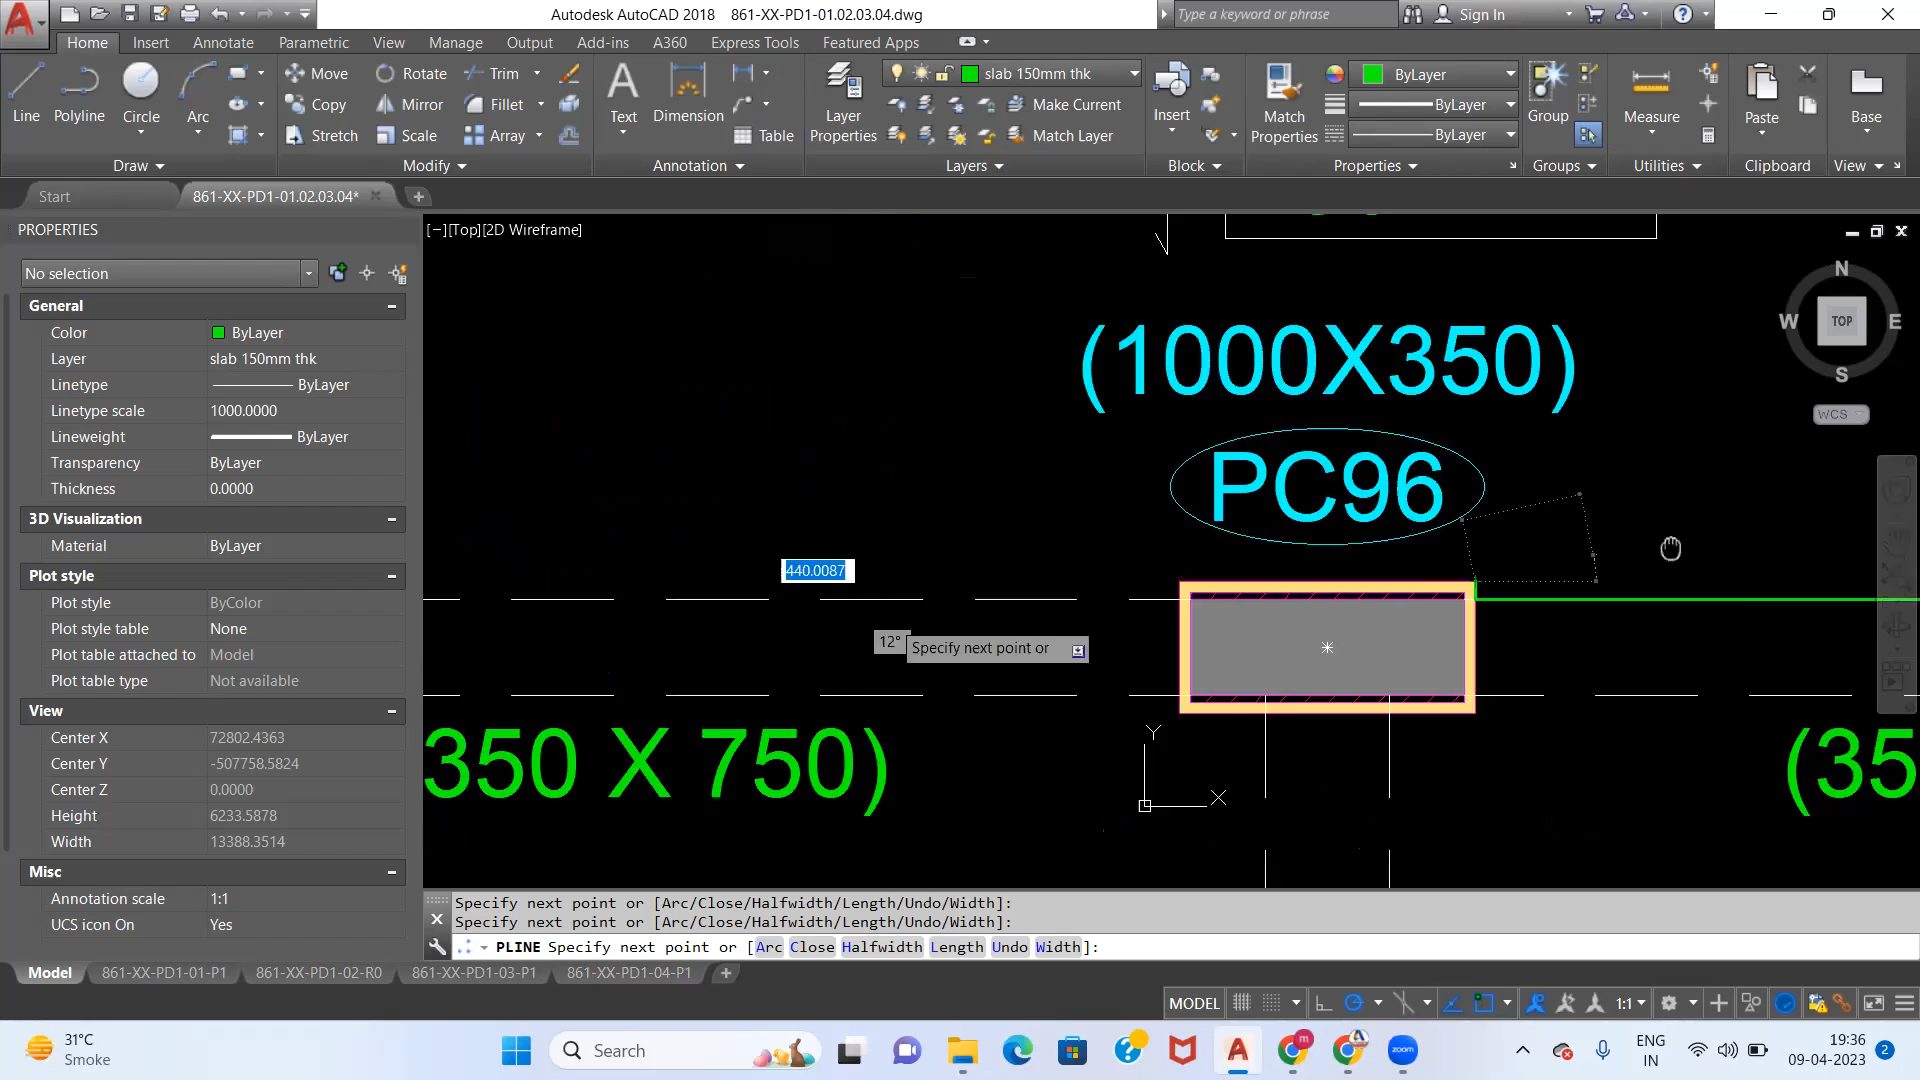 Autodesk AutoCAD 2018 861-XX-PD1-01.02.03.04.dwg
Type a keyword or phrase
Sign In
Home Insert Annotate Parametric View Manage Output Add-ins A360 Express Tools Featured Apps
Line Polyline Circle Arc
Move Rotate Trim
Copy Mirror Fillet
Stretch Scale Array
Text Dimension Table
Layer Properties
slab 150mm thk
Make Current
Match Layer
Insert
Match Properties
ByLayer
ByLayer
ByLayer
Group
Measure
Paste
Base
Draw Modify Annotation Layers Block Properties Groups Utilities Clipboard View
Start 861-XX-PD1-01.02.03.04*
PROPERTIES
No selection
General
Color ByLayer
Layer slab 150mm thk
Linetype ByLayer
Linetype scale 1000.0000
Lineweight ByLayer
Transparency ByLayer
Thickness 0.0000
3D Visualization
Material ByLayer
Plot style
Plot style ByColor
Plot style table None
Plot table attached to Model
Plot table type Not available
View
Center X 72802.4363
Center Y -507758.5824
Center Z 0.0000
Height 6233.5878
Width 13388.3514
Misc
Annotation scale 1:1
UCS icon On Yes
[−][Top][2D Wireframe]
N
W TOP E
S
WCS
(1000X350)
PC96
440.0087
12° Specify next point or
350 X 750)
(35
Y
X
Specify next point or [Arc/Close/Halfwidth/Length/Undo/Width]:
Specify next point or [Arc/Close/Halfwidth/Length/Undo/Width]:
PLINE Specify next point or [Arc Close Halfwidth Length Undo Width]:
Model 861-XX-PD1-01-P1 861-XX-PD1-02-R0 861-XX-PD1-03-P1 861-XX-PD1-04-P1
MODEL 1:1
31°C
Smoke
Search
zoom
ENG
IN
19:36
09-04-2023
2